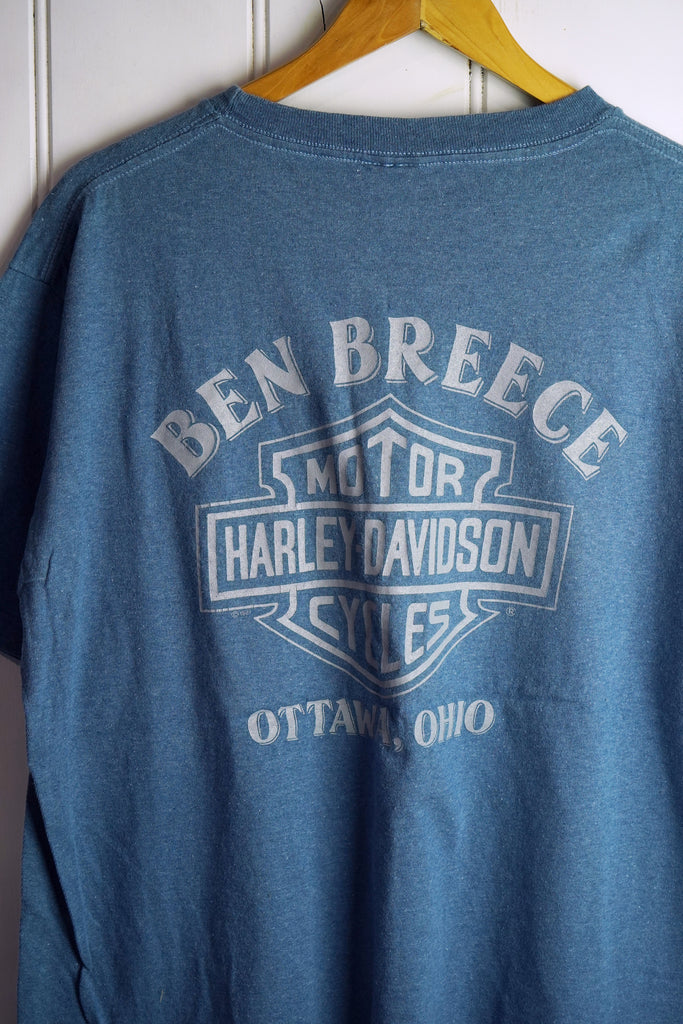 BEN BREECE
MOTOR
HARLEY-DAVIDSON
CYCLES
®
OTTAWA, OHIO